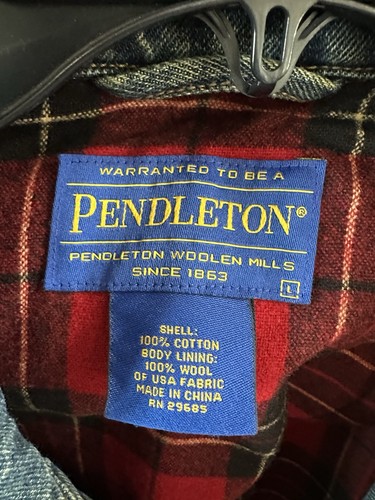 WARRANTED TO BE A
PENDLETON®
PENDLETON WOOLEN MILLS
SINCE 1863
L
SHELL:
100% COTTON
BODY LINING:
100% WOOL
OF USA FABRIC
MADE IN CHINA
RN 29685